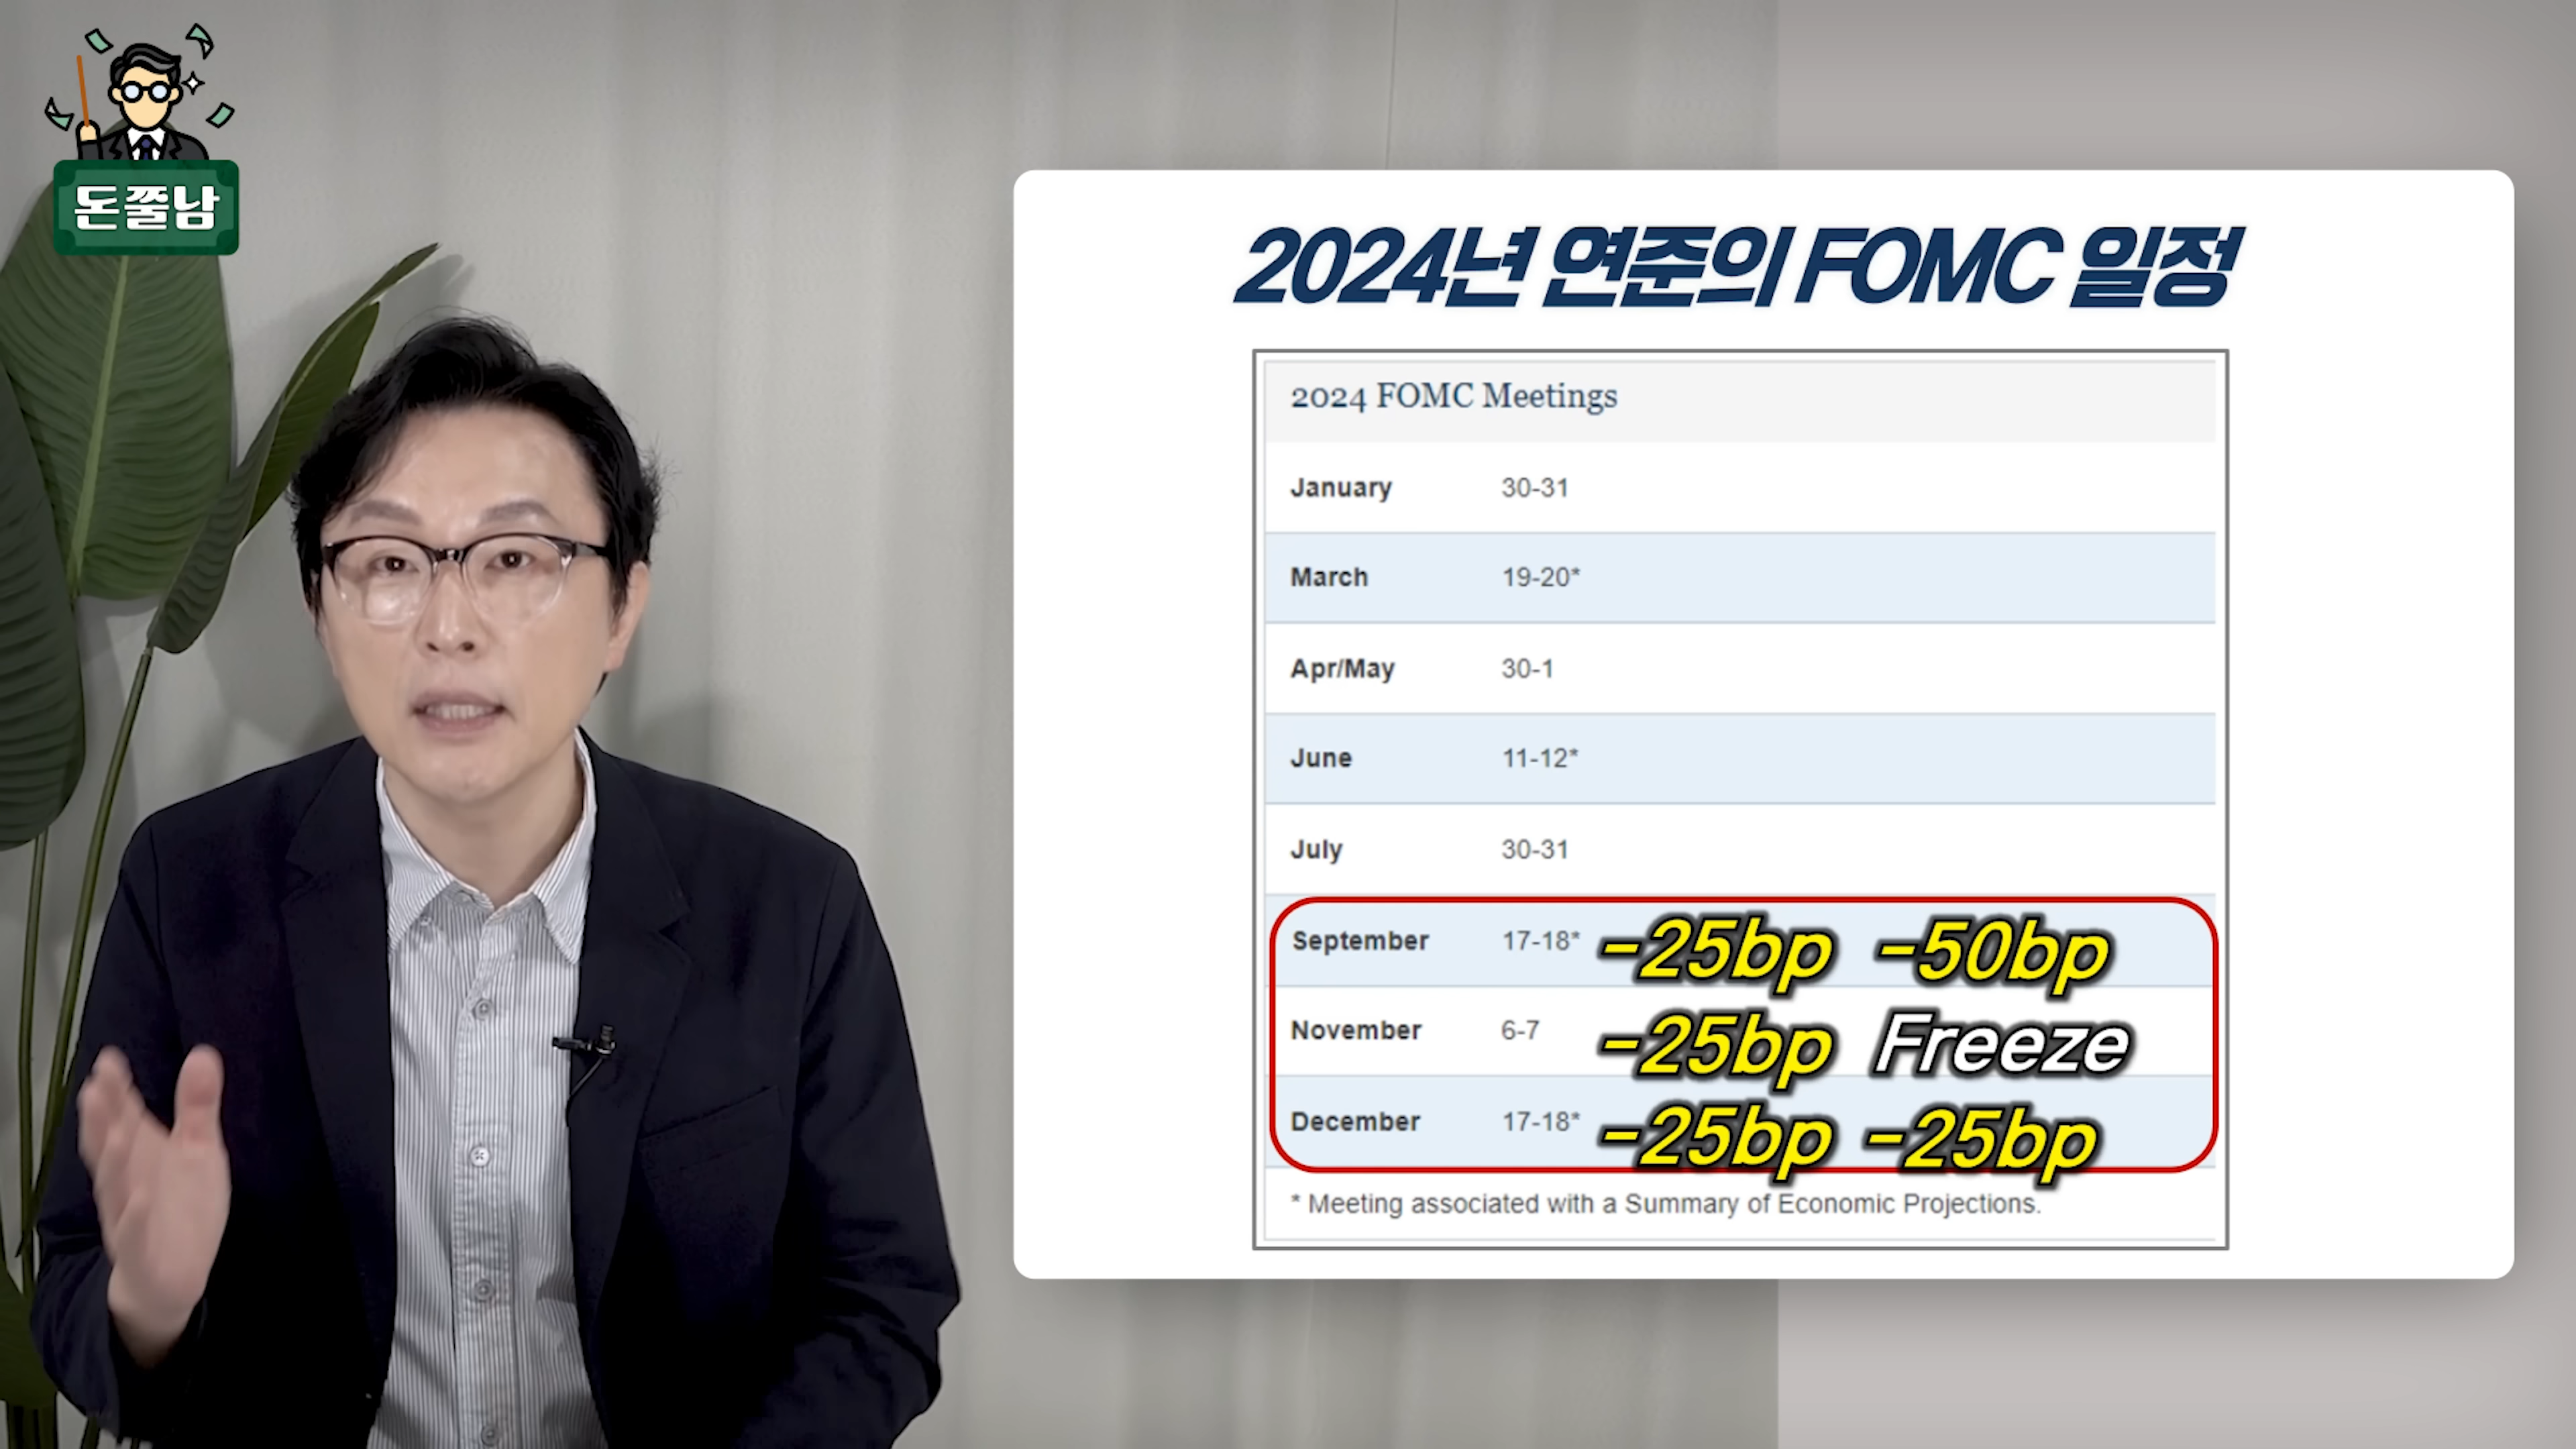 돈쭐남
2024년 연준의 FOMC 일정
2024 FOMC Meetings
January 30-31
March 19-20*
Apr/May 30-1
June 11-12*
July 30-31
September 17-18* -25bp -50bp
November 6-7 -25bp Freeze
December 17-18* -25bp -25bp
* Meeting associated with a Summary of Economic Projections.